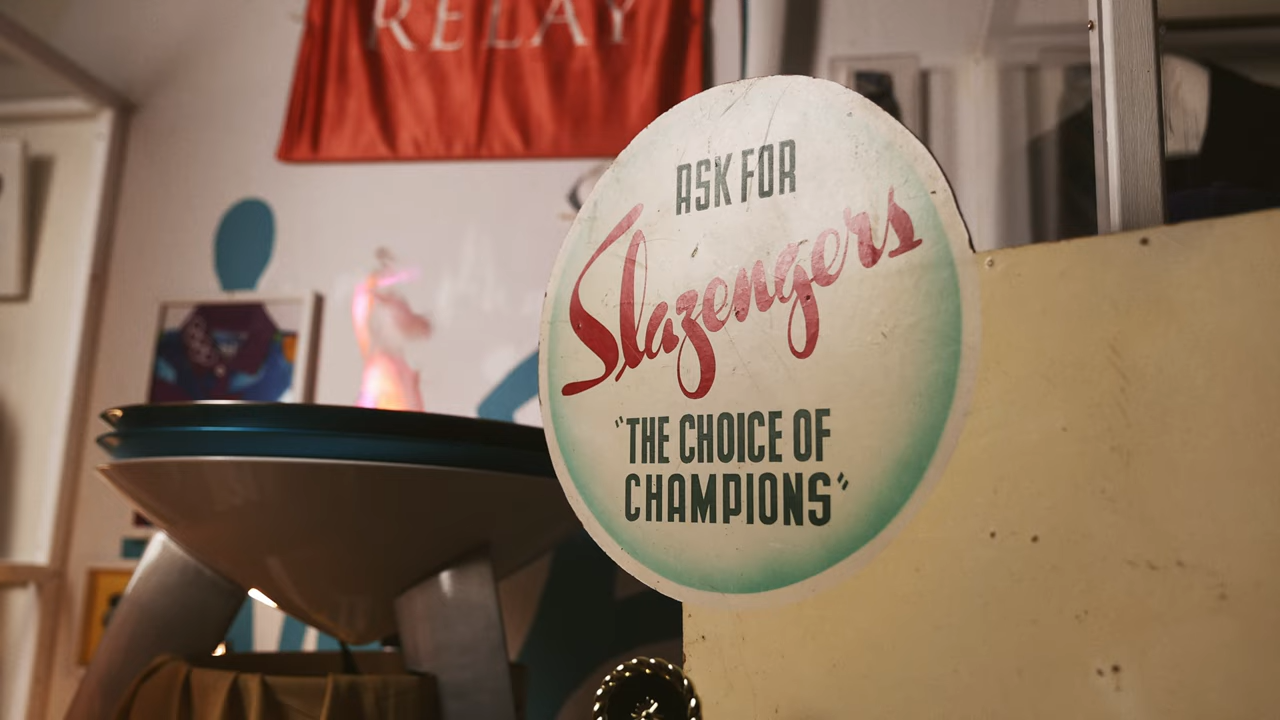 RELAY
ASK FOR
Slazengers
"THE CHOICE OF
CHAMPIONS"